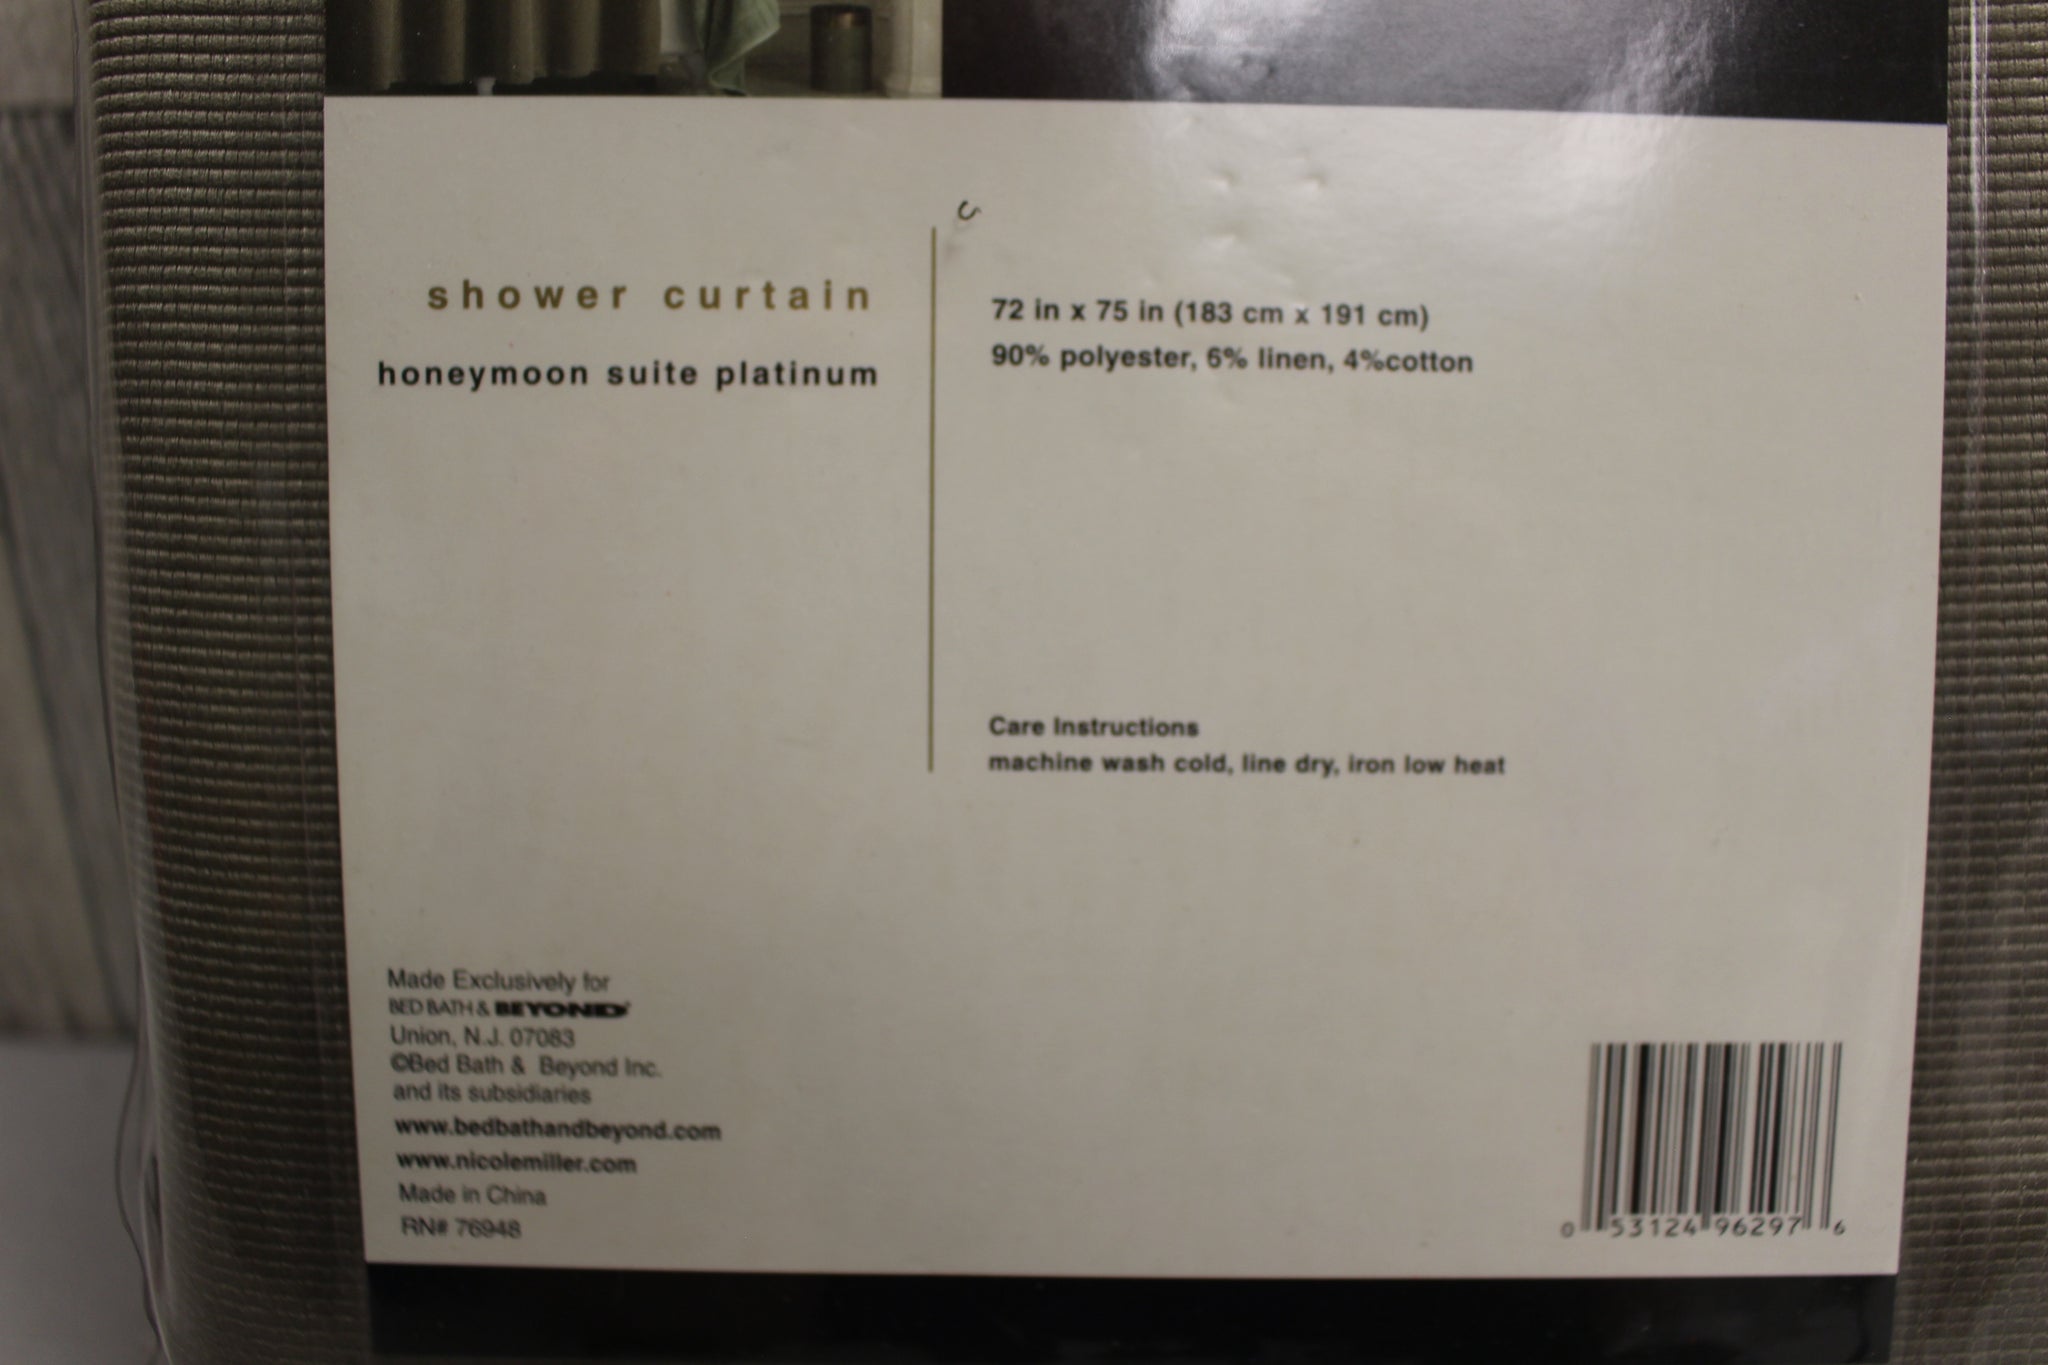 shower curtain
honeymoon suite platinum
72 in x 75 in (183 cm x 191 cm)
90% polyester, 6% linen, 4%cotton
Care Instructions
machine wash cold, line dry, iron low heat
Made Exclusively for
BED BATH & BEYOND®
Union, N.J. 07083
©Bed Bath & Beyond Inc.
and its subsidiaries
www.bedbathandbeyond.com
www.nicolemiller.com
Made in China
RN# 76948
0 53124 96297 6